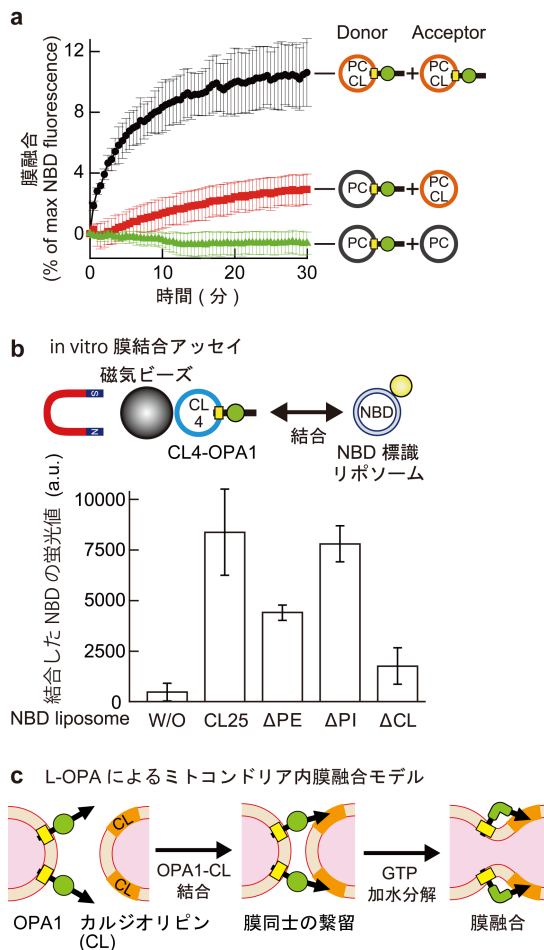 a
Donor
Acceptor
膜融合
(% of max NBD fluorescence)
12
8
4
0
0
10
20
30
時間 ( 分 )
PC
CL
+
PC
CL
PC
+
PC
CL
PC
+
PC
b
in vitro 膜結合アッセイ
磁気ビーズ
S
N
CL
4
CL4-OPA1
結合
NBD
NBD 標識
リポソーム
結合した NBD の蛍光値 (a.u.)
10000
7500
5000
2500
0
NBD liposome
W/O
CL25
ΔPE
ΔPI
ΔCL
c
L-OPA によるミトコンドリア内膜融合モデル
CL
CL
OPA1
カルジオリピン
(CL)
OPA1-CL
結合
膜同士の繋留
GTP
加水分解
膜融合